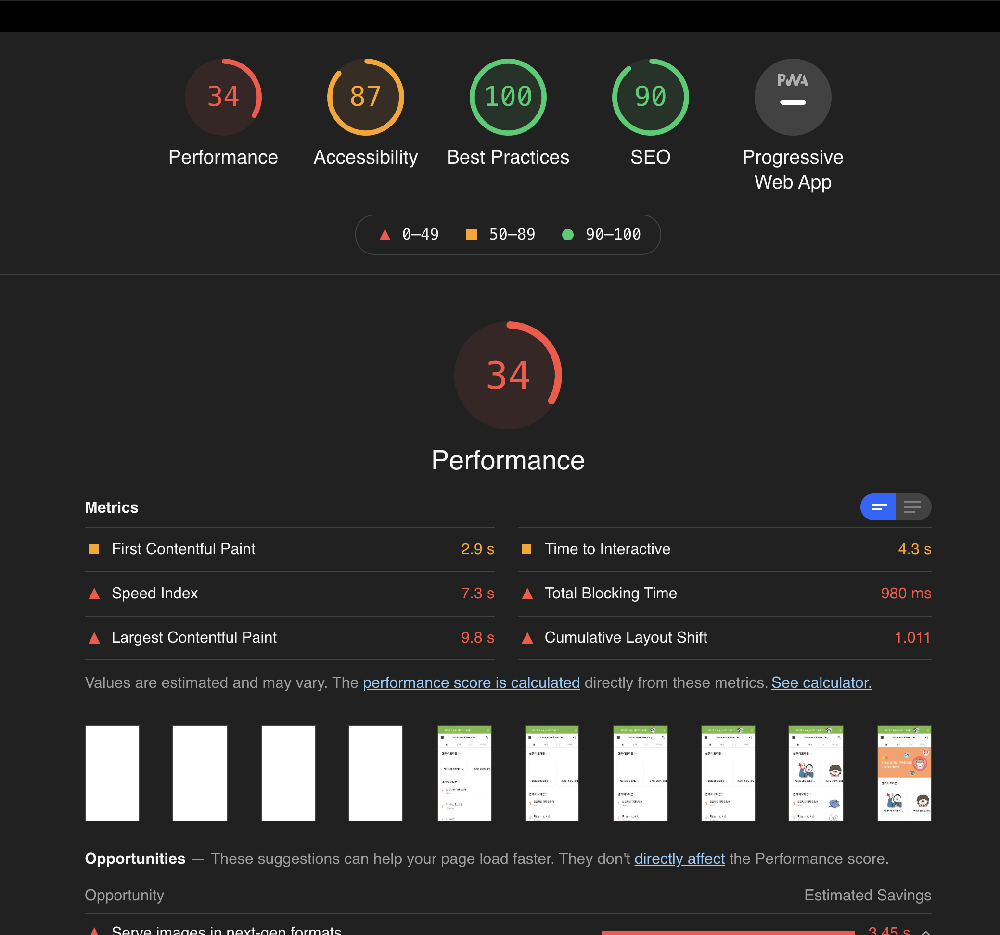 34
87
100
90
PWA
Performance
Accessibility
Best Practices
SEO
Progressive
Web App
0–49
50–89
90–100
34
Performance
Metrics
First Contentful Paint
2.9 s
Time to Interactive
4.3 s
Speed Index
7.3 s
Total Blocking Time
980 ms
Largest Contentful Paint
9.8 s
Cumulative Layout Shift
1.011
Values are estimated and may vary. The performance score is calculated directly from these metrics. See calculator.
Opportunities — These suggestions can help your page load faster. They don't directly affect the Performance score.
Opportunity
Estimated Savings
Serve images in next-gen formats
3.45 s